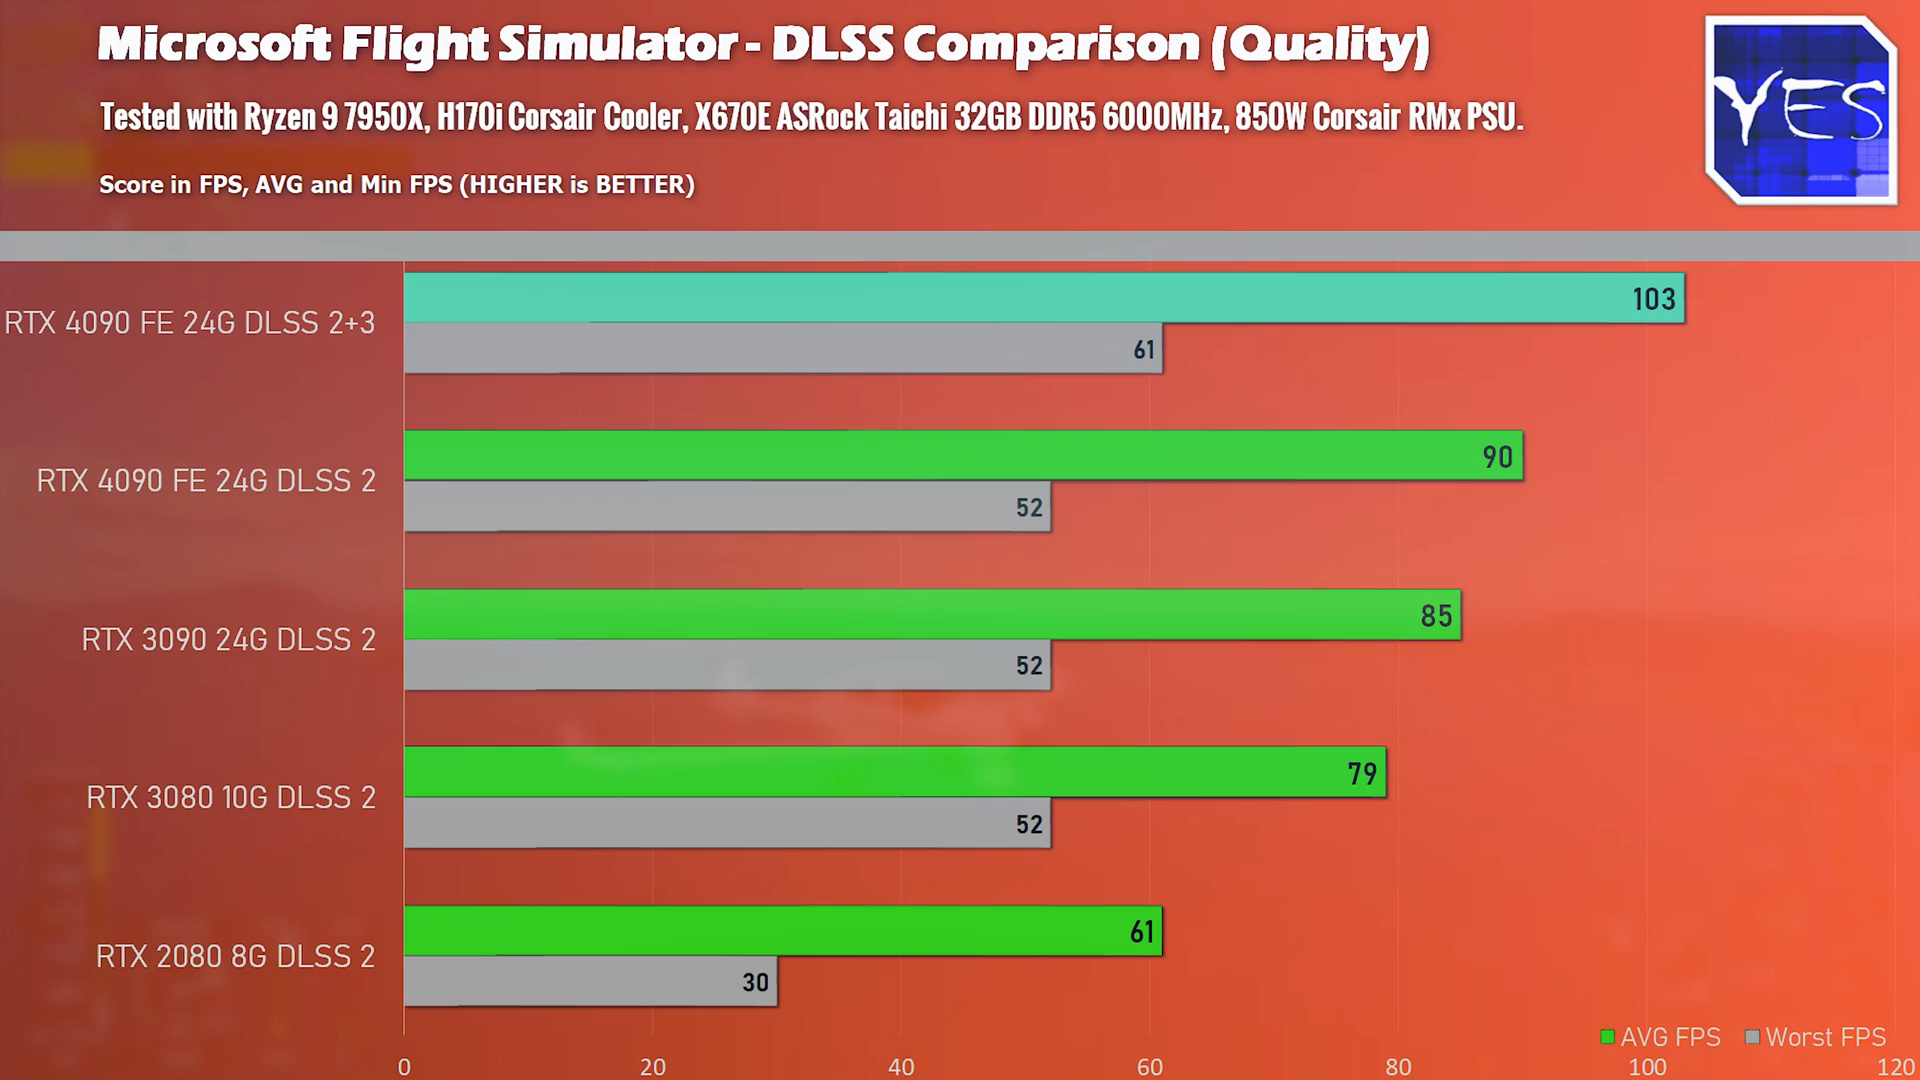 Microsoft Flight Simulator - DLSS Comparison (Quality)
Tested with Ryzen 9 7950X, H170i Corsair Cooler, X670E ASRock Taichi 32GB DDR5 6000MHz, 850W Corsair RMx PSU.
YES
Score in FPS, AVG and Min FPS (HIGHER is BETTER)
RTX 4090 FE 24G DLSS 2+3
103
61
RTX 4090 FE 24G DLSS 2
90
52
RTX 3090 24G DLSS 2
85
52
RTX 3080 10G DLSS 2
79
52
RTX 2080 8G DLSS 2
61
30
AVG FPS Worst FPS
0 20 40 60 80 100 120